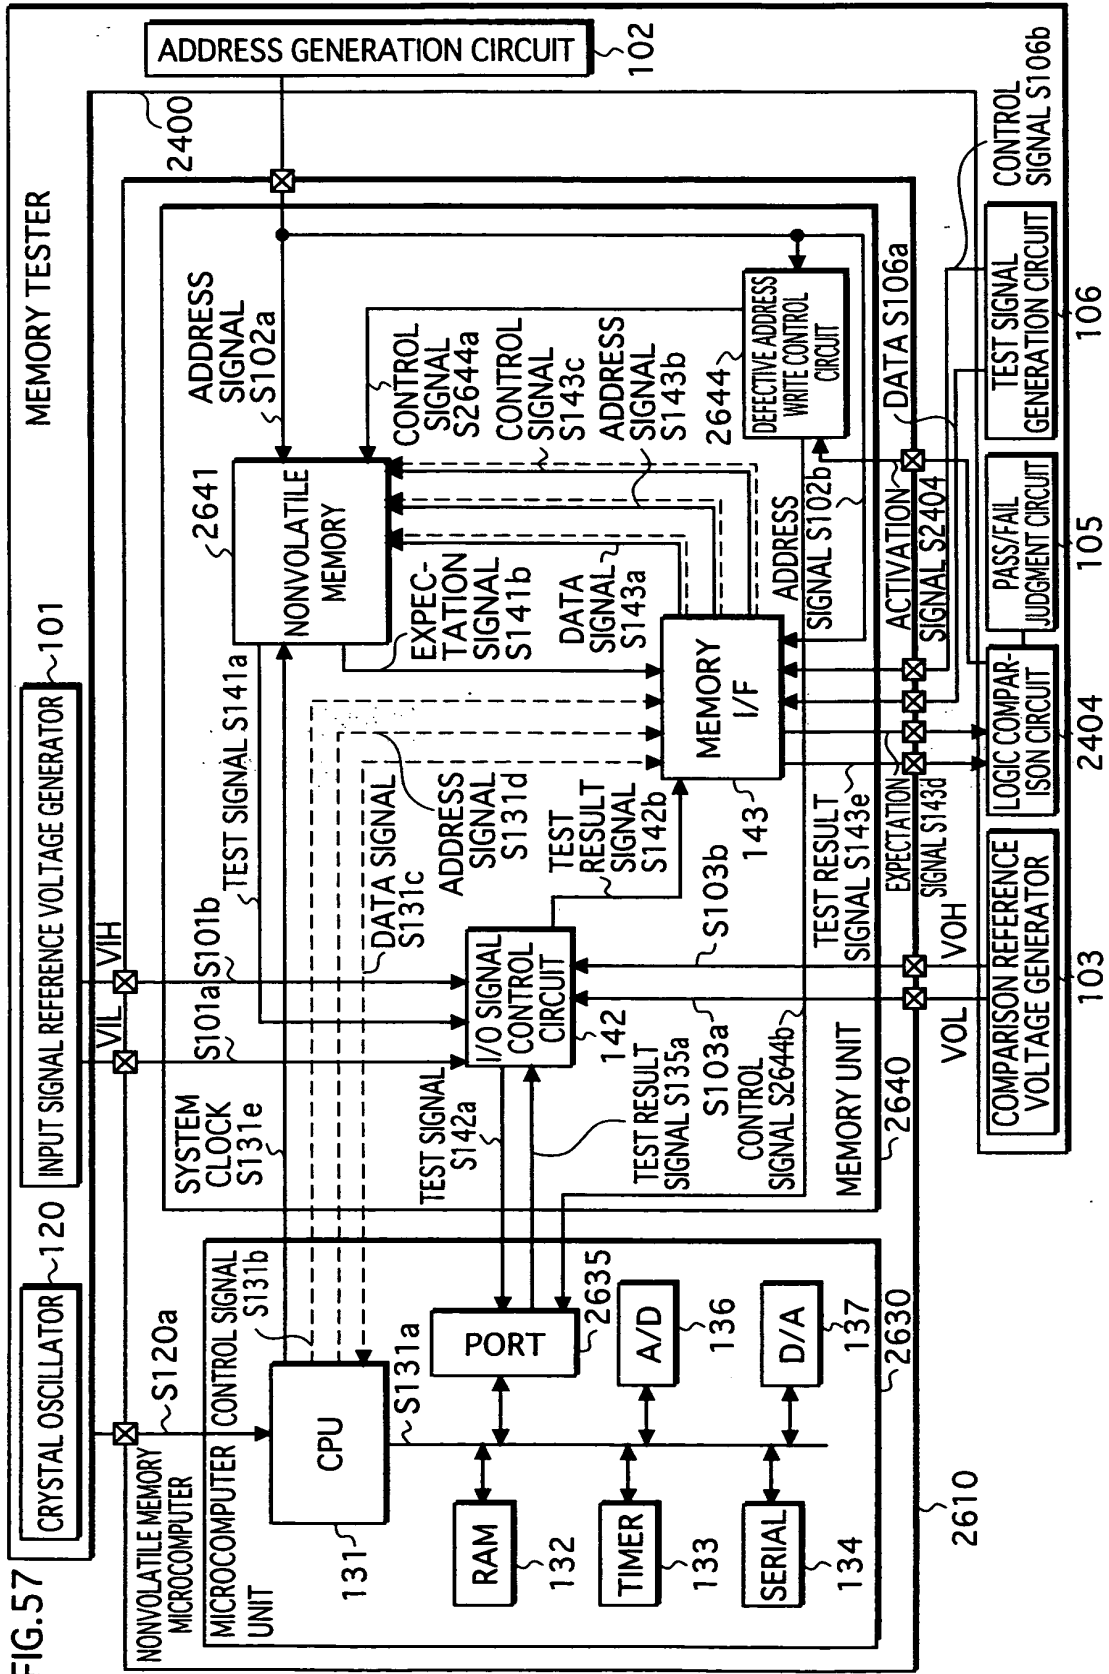 FIG.57
MEMORY TESTER
CRYSTAL OSCILLATOR
120
INPUT SIGNAL REFERENCE VOLTAGE GENERATOR
101
ADDRESS GENERATION CIRCUIT
102
2400
S120a
VIL
VIH
NONVOLATILE MEMORY
MICROCOMPUTER
MICROCOMPUTER
UNIT
CONTROL SIGNAL
S131b
SYSTEM
CLOCK
S131e
S101a
S101b
TEST SIGNAL S141a
2641
NONVOLATILE
MEMORY
ADDRESS
SIGNAL
S102a
CPU
131
S131a
DATA SIGNAL
S131c
ADDRESS
SIGNAL
S131d
EXPEC-
TATION
SIGNAL
S141b
CONTROL
SIGNAL
S2644a
CONTROL
SIGNAL
S143c
ADDRESS
SIGNAL
S143b
DATA
SIGNAL
S143a
TEST SIGNAL
S142a
I/O SIGNAL
CONTROL
CIRCUIT
142
TEST
RESULT
SIGNAL
S142b
MEMORY
I/F
143
2644
DEFECTIVE ADDRESS
WRITE CONTROL
CIRCUIT
ADDRESS
SIGNAL S102b
RAM
132
PORT
2635
TIMER
133
A/D
136
SERIAL
134
D/A
137
2630
TEST RESULT
SIGNAL S135a
S103a
S103b
CONTROL
SIGNAL S2644b
MEMORY UNIT
2640
TEST RESULT
SIGNAL S143e
EXPECTATION
SIGNAL S143d
ACTIVATION
SIGNAL S2404
DATA S106a
CONTROL
SIGNAL S106b
2610
VOL
VOH
COMPARISON REFERENCE
VOLTAGE GENERATOR
103
LOGIC COMPAR-
ISON CIRCUIT
2404
PASS/FAIL
JUDGMENT CIRCUIT
105
TEST SIGNAL
GENERATION CIRCUIT
106